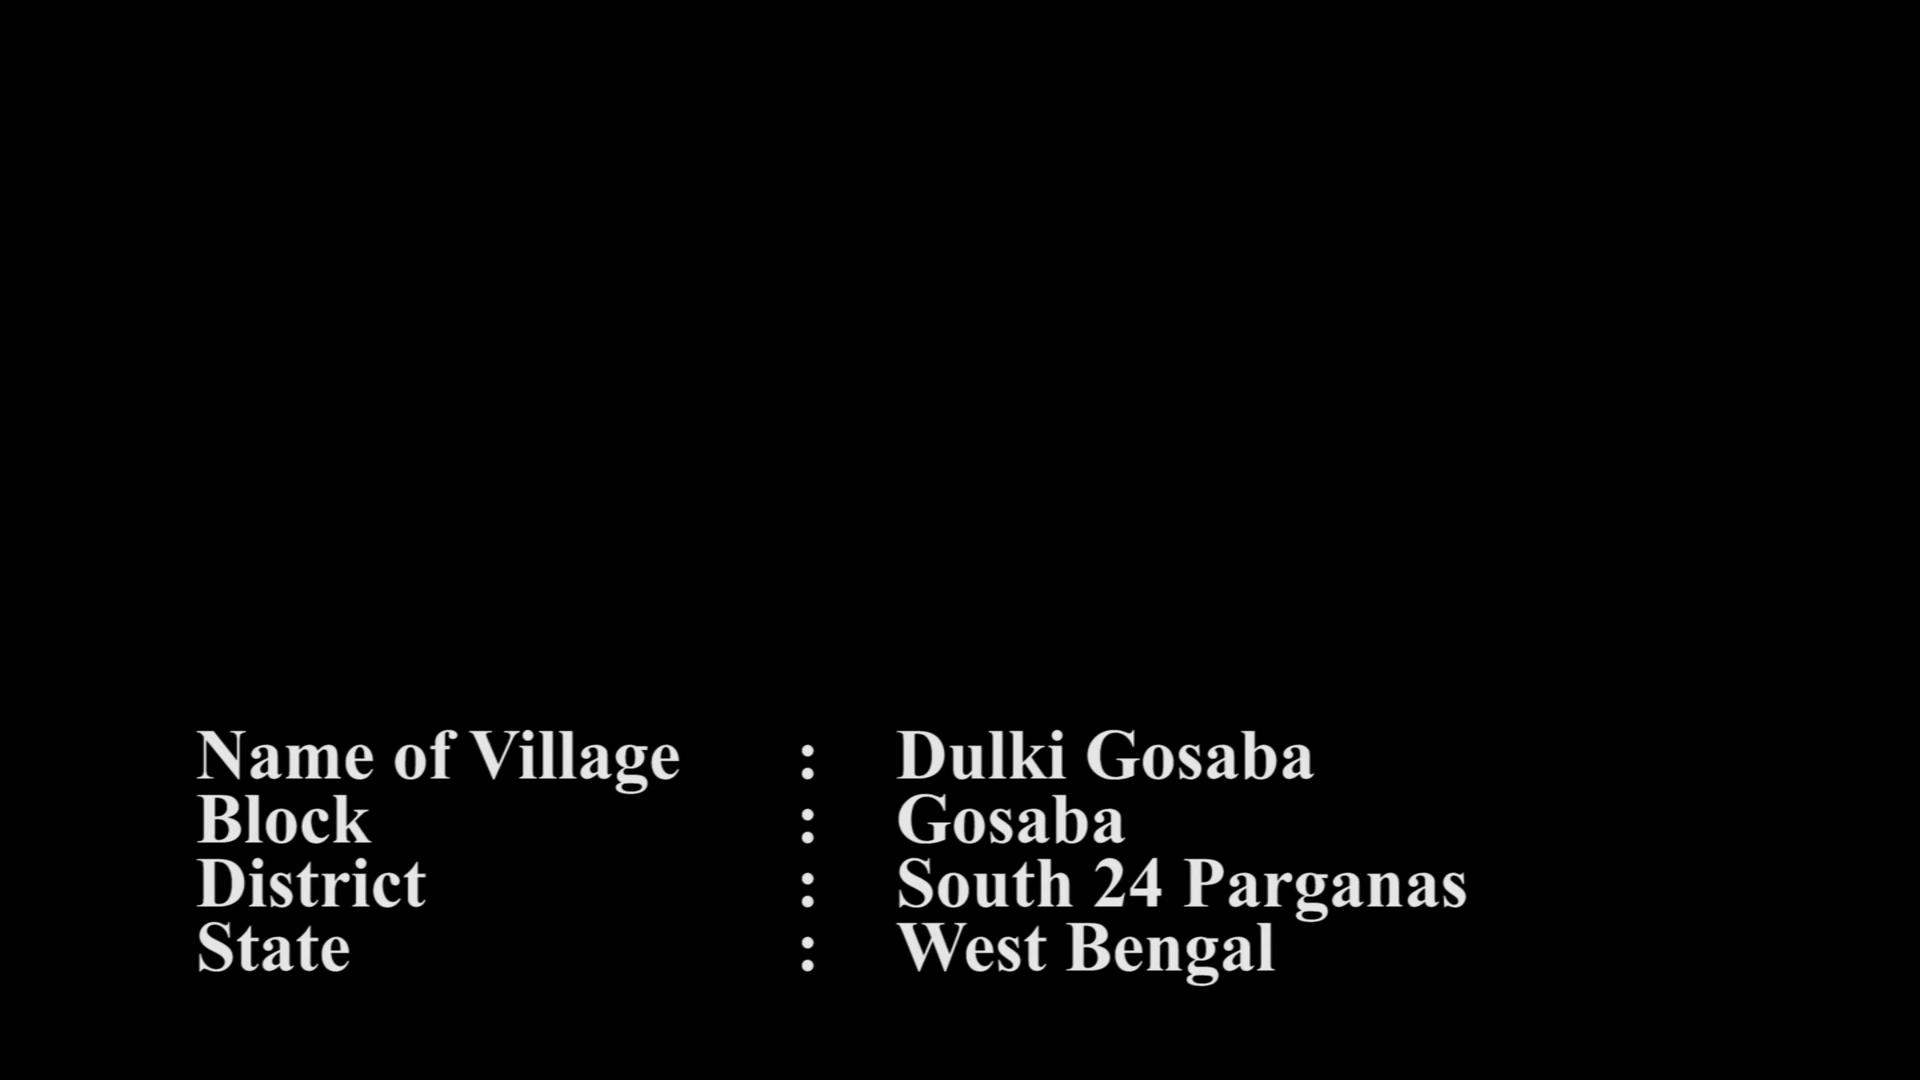 Name of Village : Dulki Gosaba
Block : Gosaba
District : South 24 Parganas
State : West Bengal